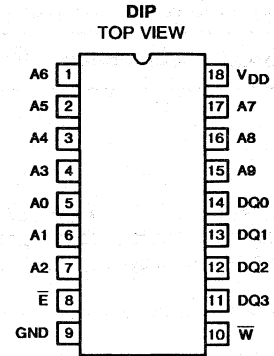 DIP
TOP VIEW
A6 1 18 VDD
A5 2 17 A7
A4 3 16 A8
A3 4 15 A9
A0 5 14 DQ0
A1 6 13 DQ1
A2 7 12 DQ2
E̅ 8 11 DQ3
GND 9 10 W̅